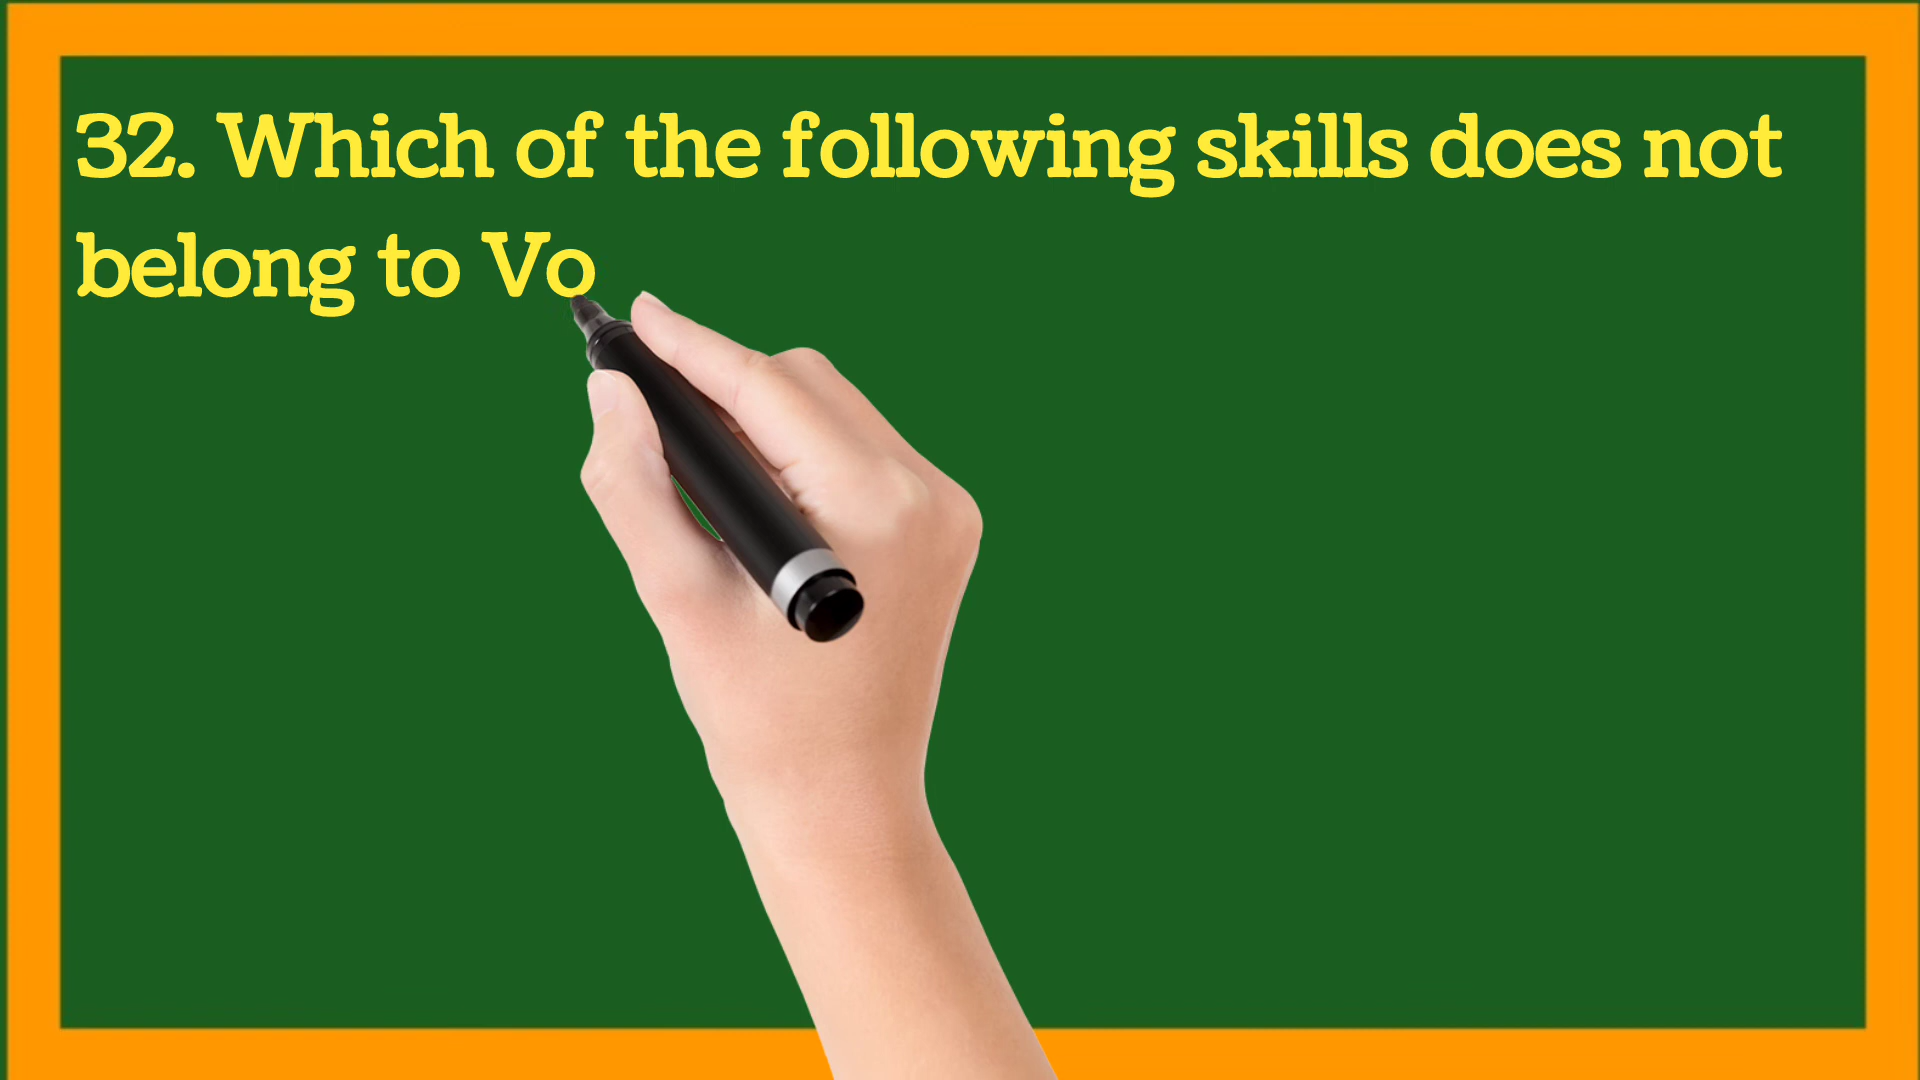 32. Which of the following skills does not
belong to Vo